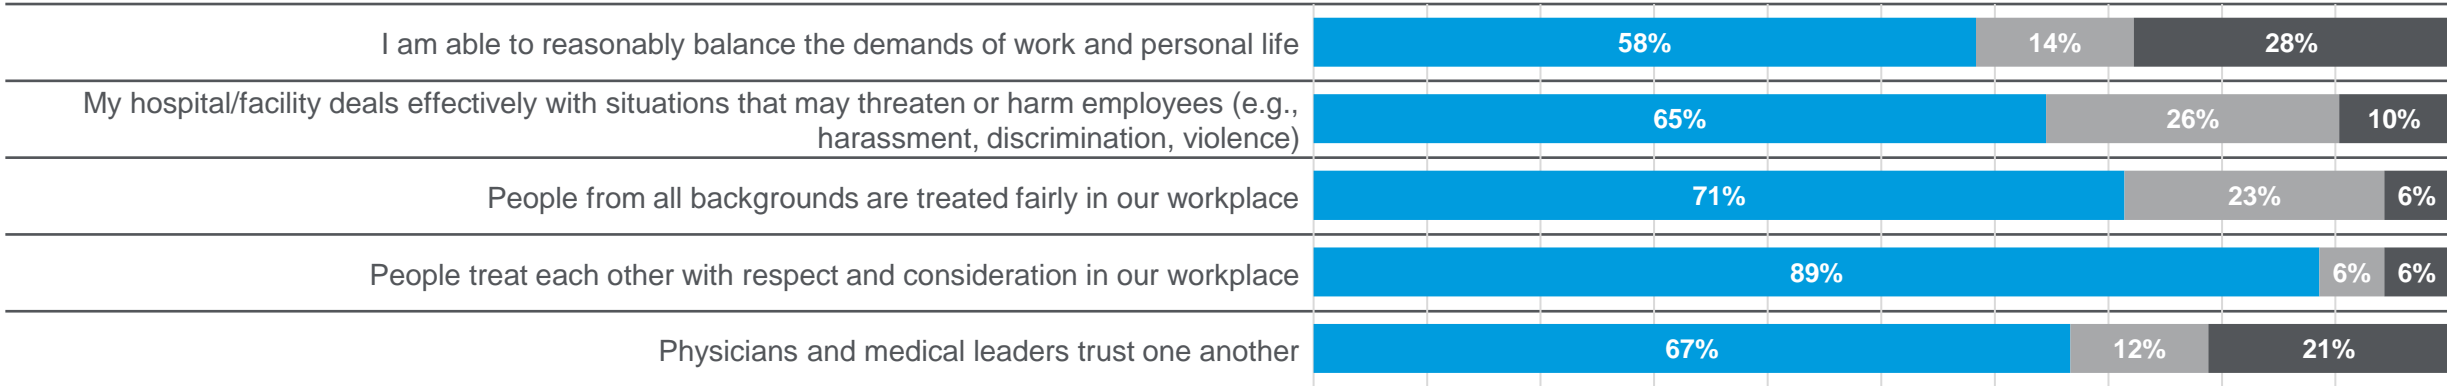 I am able to reasonably balance the demands of work and personal life 58% 14% 28%
My hospital/facility deals effectively with situations that may threaten or harm employees (e.g.,
harassment, discrimination, violence) 65% 26% 10%
People from all backgrounds are treated fairly in our workplace 71% 23% 6%
People treat each other with respect and consideration in our workplace 89% 6% 6%
Physicians and medical leaders trust one another 67% 12% 21%